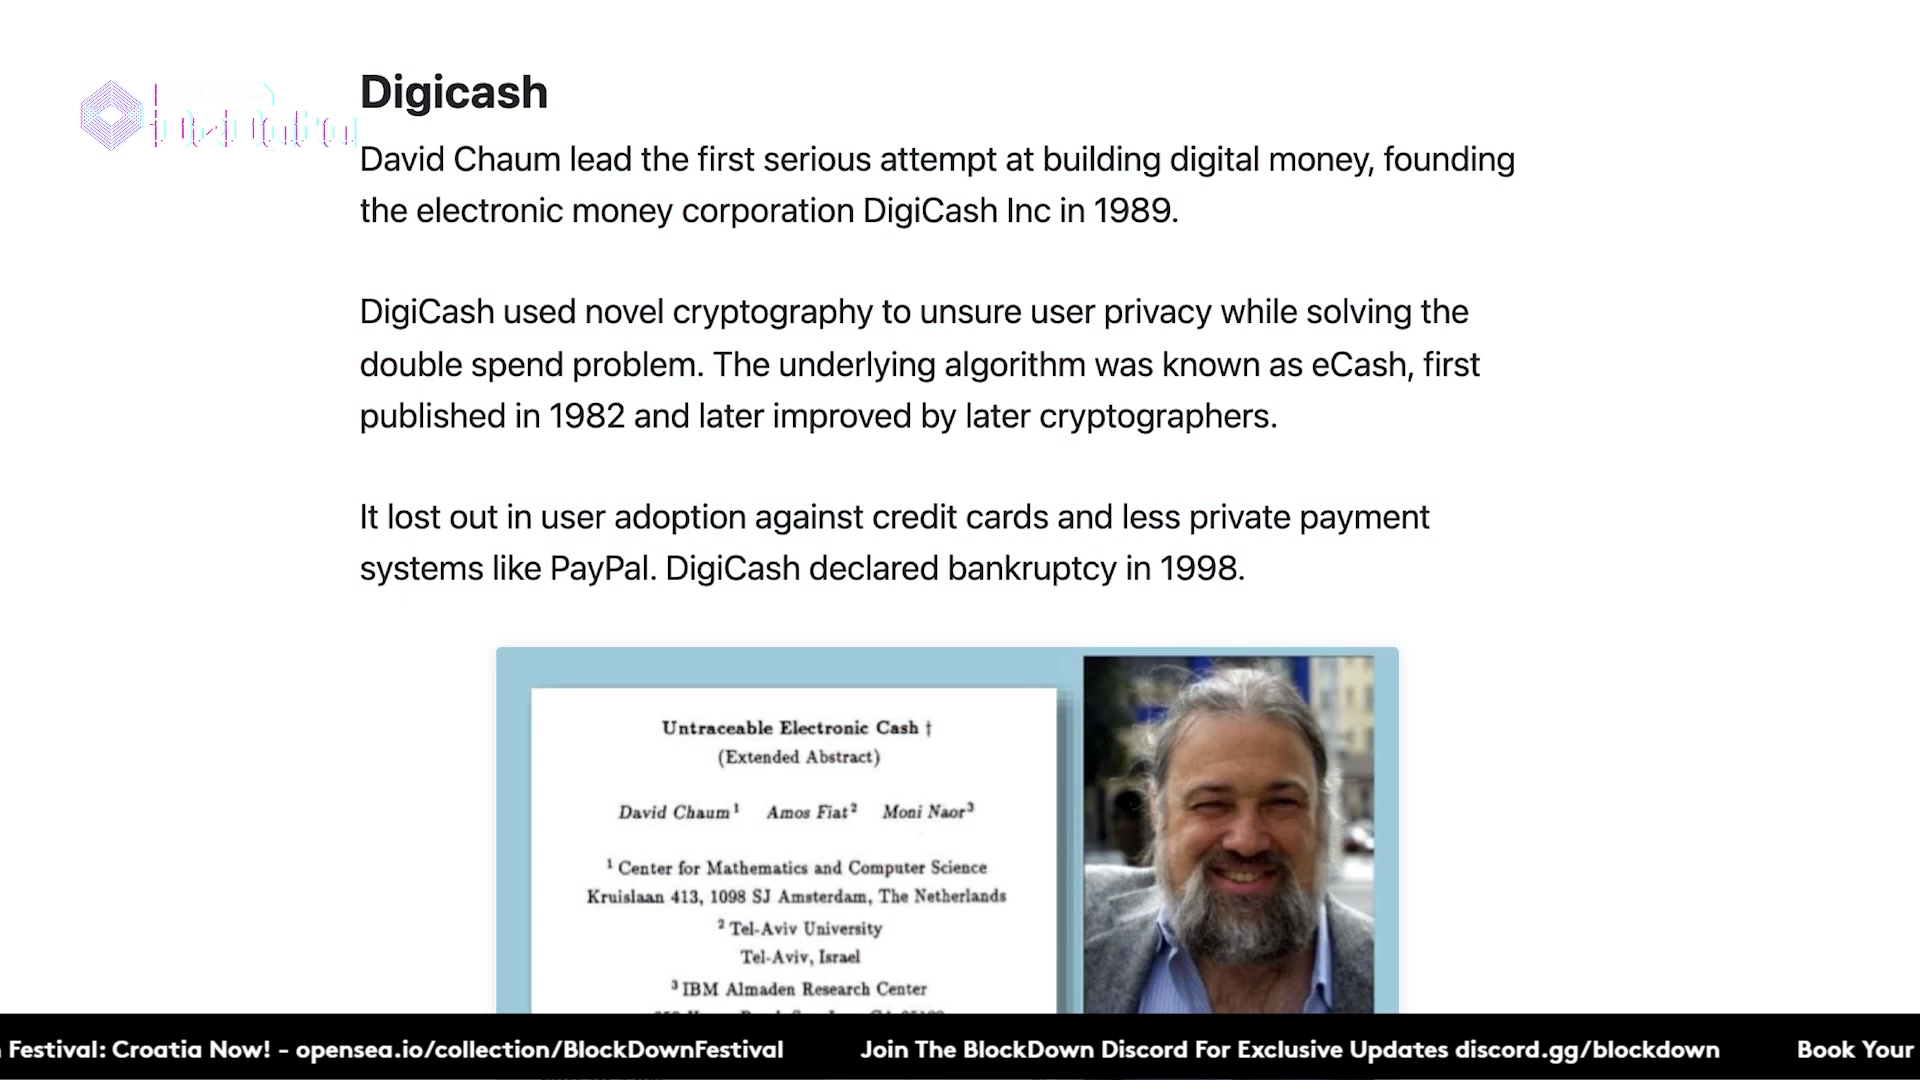 Digicash
David Chaum lead the first serious attempt at building digital money, founding
the electronic money corporation DigiCash Inc in 1989.
DigiCash used novel cryptography to unsure user privacy while solving the
double spend problem. The underlying algorithm was known as eCash, first
published in 1982 and later improved by later cryptographers.
It lost out in user adoption against credit cards and less private payment
systems like PayPal. DigiCash declared bankruptcy in 1998.
Untraceable Electronic Cash †
(Extended Abstract)
David Chaum¹ Amos Fiat² Moni Naor³
¹ Center for Mathematics and Computer Science
Kruislaan 413, 1098 SJ Amsterdam, The Netherlands
² Tel-Aviv University
Tel-Aviv, Israel
³ IBM Almaden Research Center
Festival: Croatia Now! - opensea.io/collection/BlockDownFestival Join The BlockDown Discord For Exclusive Updates discord.gg/blockdown Book Your